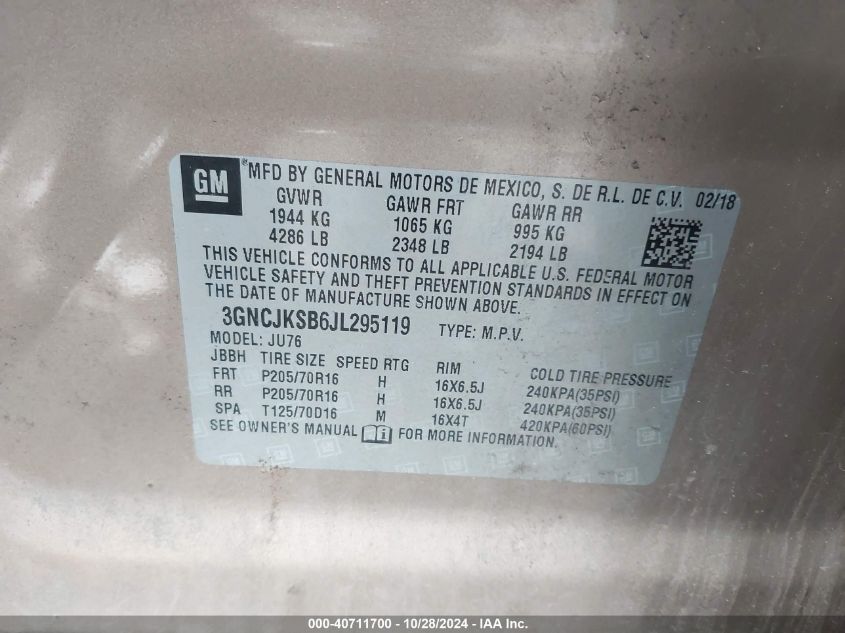 GM
®MFD BY GENERAL MOTORS DE MEXICO, S. DE R.L. DE C.V. 02/18
GVWR GAWR FRT GAWR RR
1944 KG 1065 KG 995 KG
4286 LB 2348 LB 2194 LB
THIS VEHICLE CONFORMS TO ALL APPLICABLE U.S. FEDERAL MOTOR
VEHICLE SAFETY AND THEFT PREVENTION STANDARDS IN EFFECT ON
THE DATE OF MANUFACTURE SHOWN ABOVE.
3GNCJKSB6JL295119 TYPE: M.P.V.
MODEL: JU76
JBBH TIRE SIZE SPEED RTG RIM COLD TIRE PRESSURE
FRT P205/70R16 H 16X6.5J 240KPA(35PSI)
RR P205/70R16 H 16X6.5J 240KPA(35PSI)
SPA T125/70D16 M 16X4T 420KPA(60PSI)
SEE OWNER'S MANUAL FOR MORE INFORMATION.
000-40711700 - 10/28/2024 - IAA Inc.